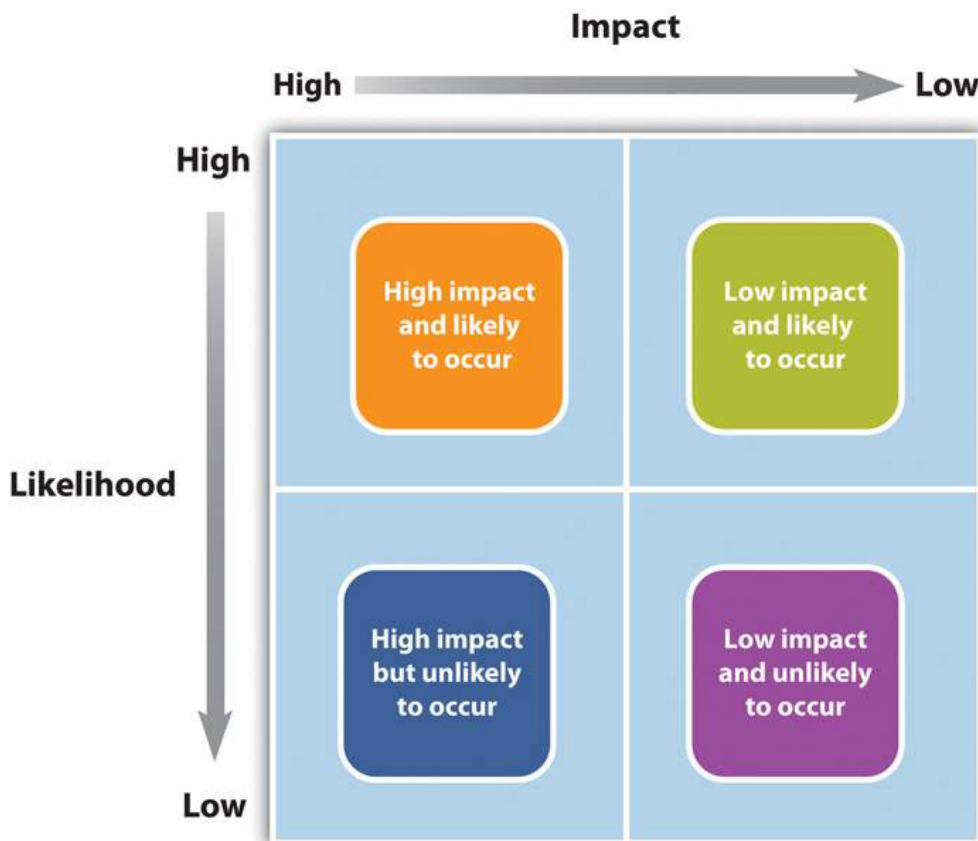 Impact
High
Low
High
High impact
and likely
to occur
Low impact
and likely
to occur
Likelihood
High impact
but unlikely
to occur
Low impact
and unlikely
to occur
Low